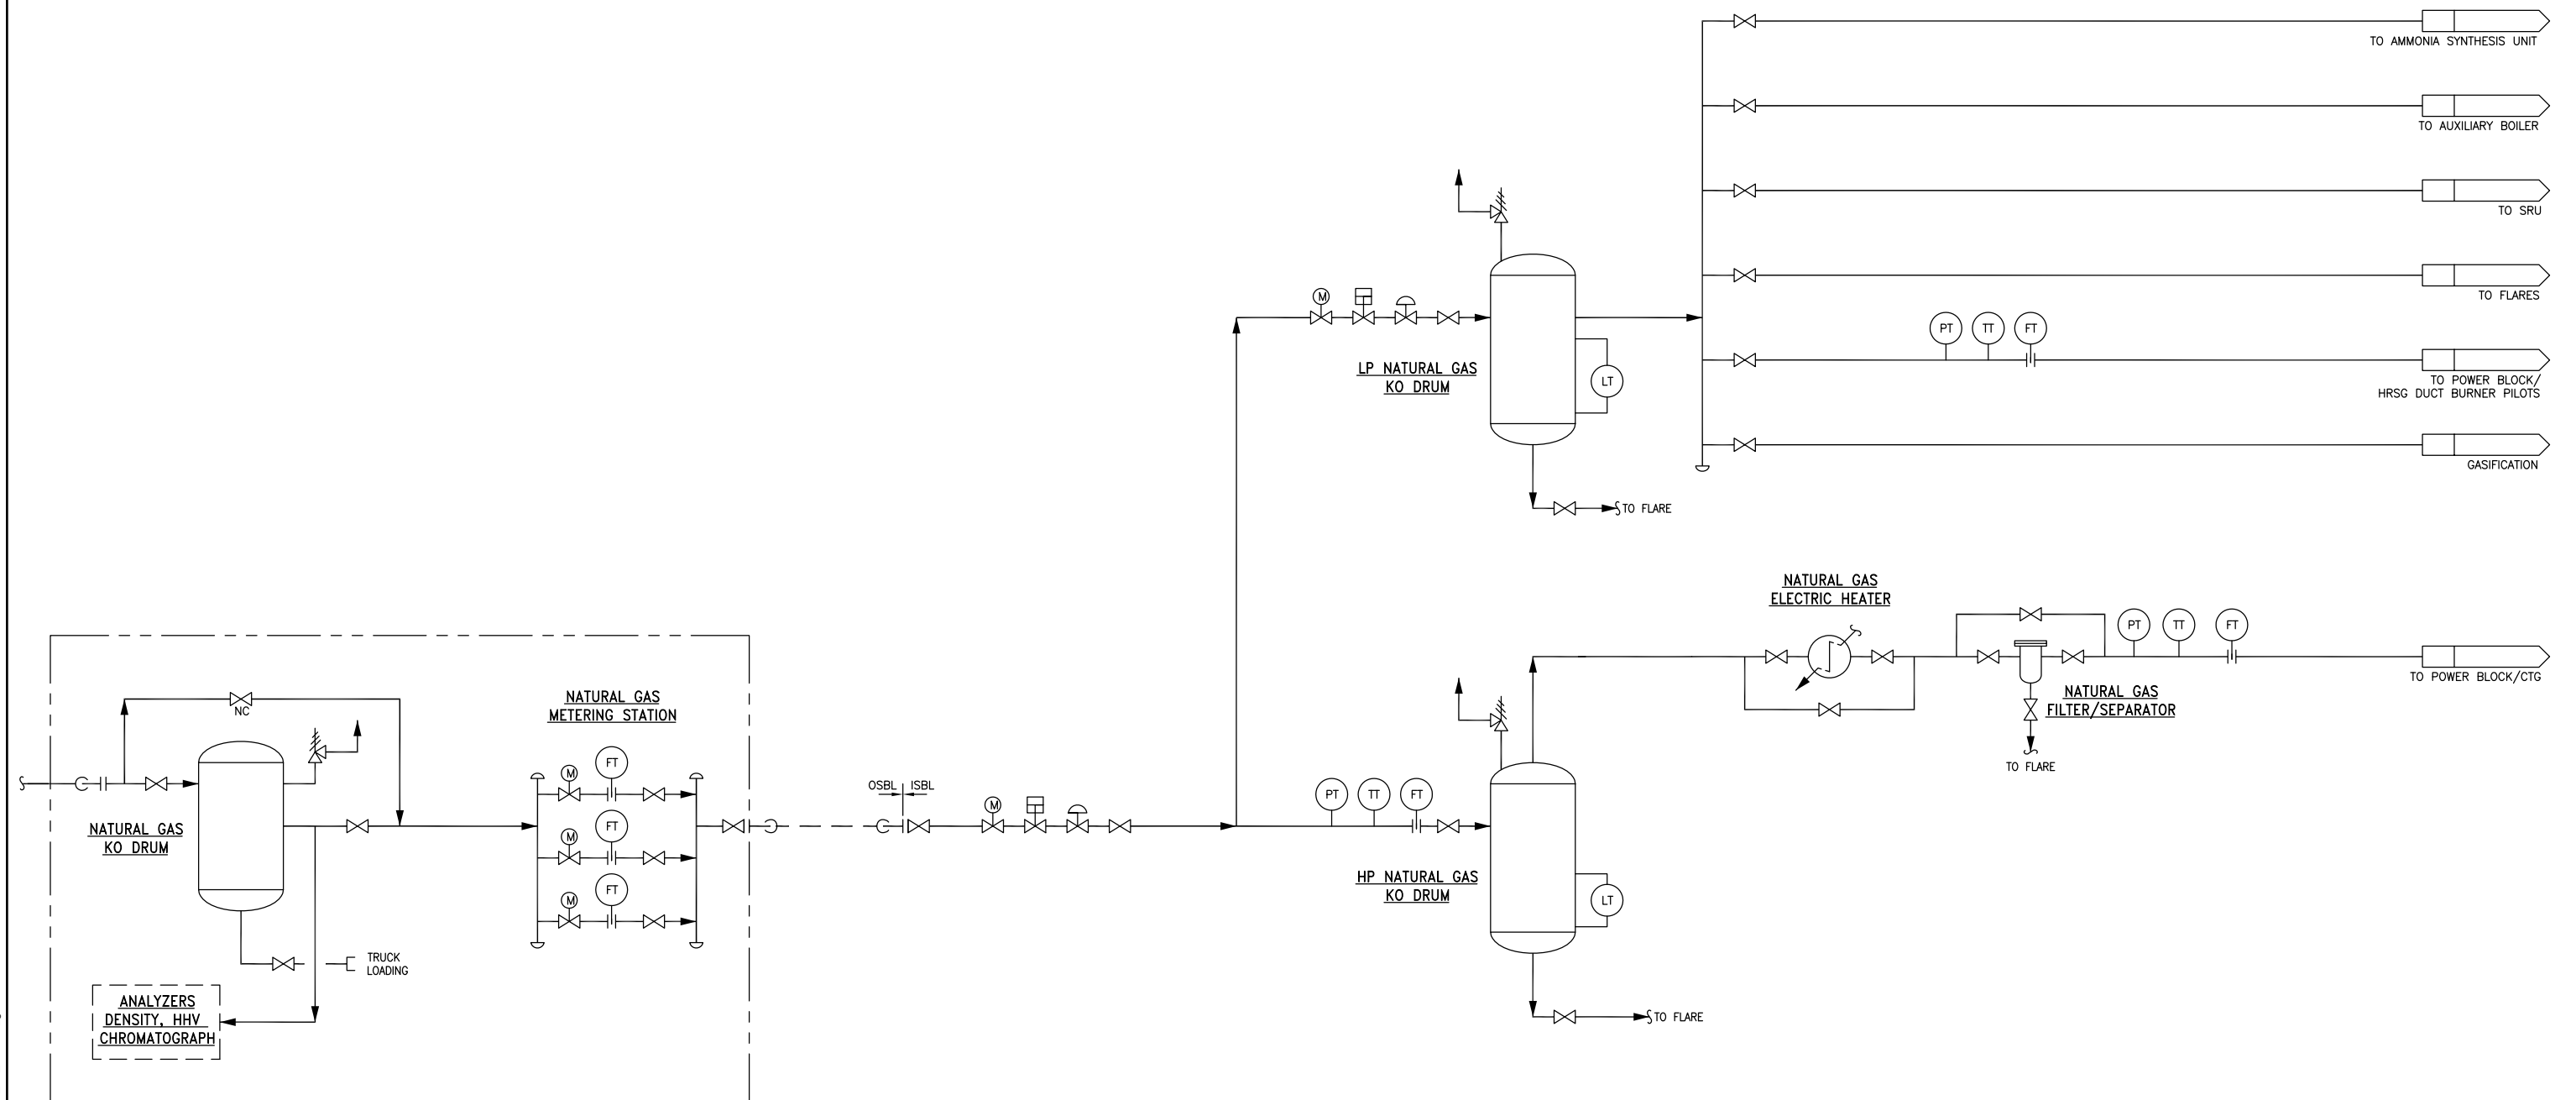 TO AMMONIA SYNTHESIS UNIT
TO AUXILIARY BOILER
TO SRU
TO FLARES
M
PT
TT
FT
LP NATURAL GAS
KO DRUM
LT
TO POWER BLOCK/
HRSG DUCT BURNER PILOTS
GASIFICATION
TO FLARE
NATURAL GAS
ELECTRIC HEATER
PT
TT
FT
TO POWER BLOCK/CTG
NATURAL GAS
FILTER/SEPARATOR
TO FLARE
NC
NATURAL GAS
METERING STATION
NATURAL GAS
KO DRUM
M
FT
M
FT
M
FT
OSBL
ISBL
M
PT
TT
FT
HP NATURAL GAS
KO DRUM
LT
TO FLARE
TRUCK
LOADING
ANALYZERS
DENSITY, HHV
CHROMATOGRAPH